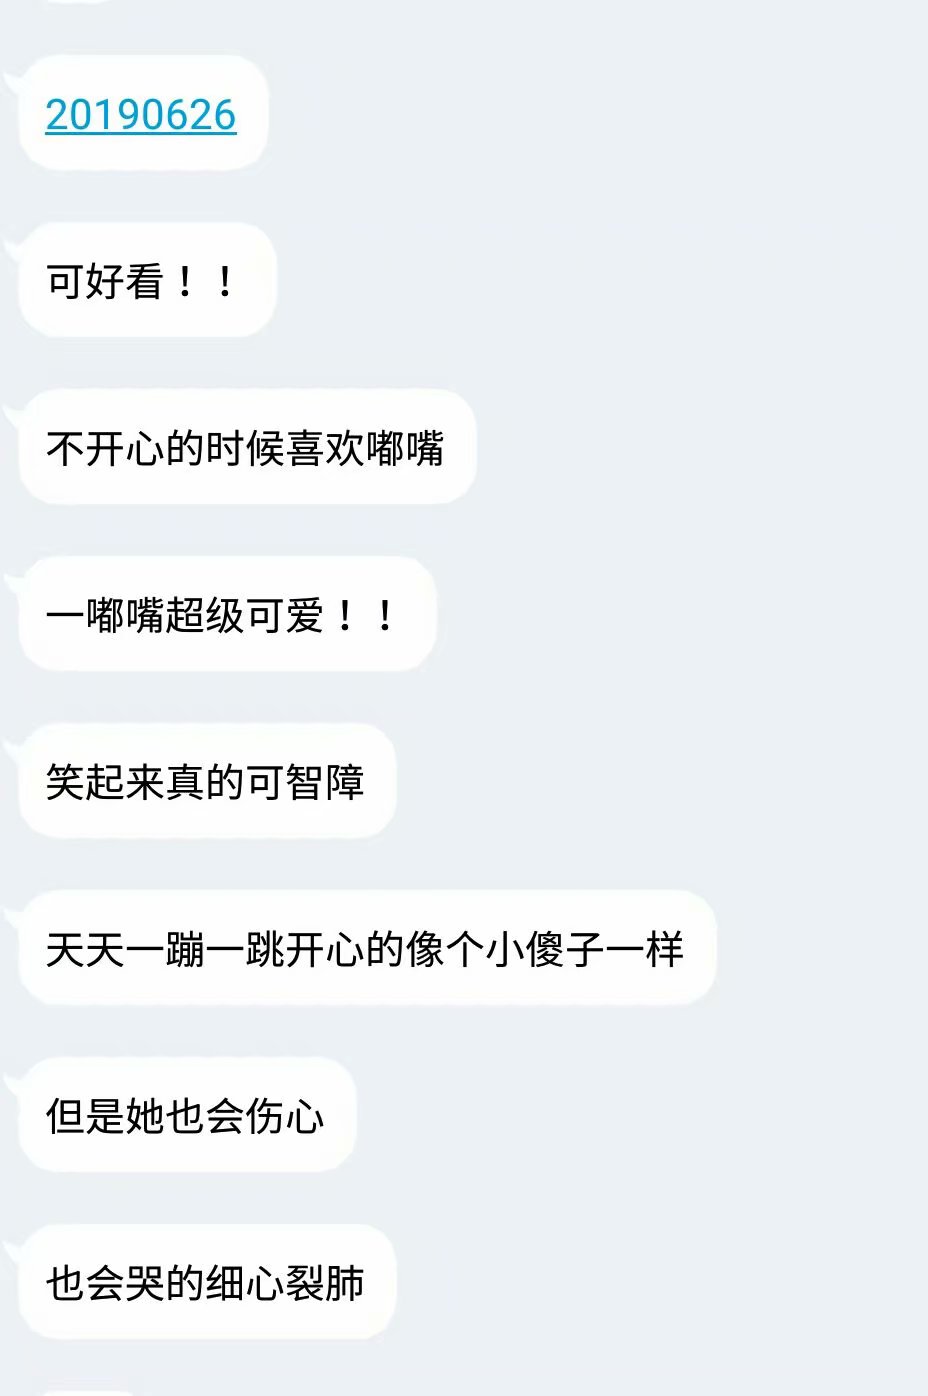 20190626
可好看！！
不开心的时候喜欢嘟嘴
一嘟嘴超级可爱！！
笑起来真的可智障
天天一蹦一跳开心的像个小傻子一样
但是她也会伤心
也会哭的细心裂肺